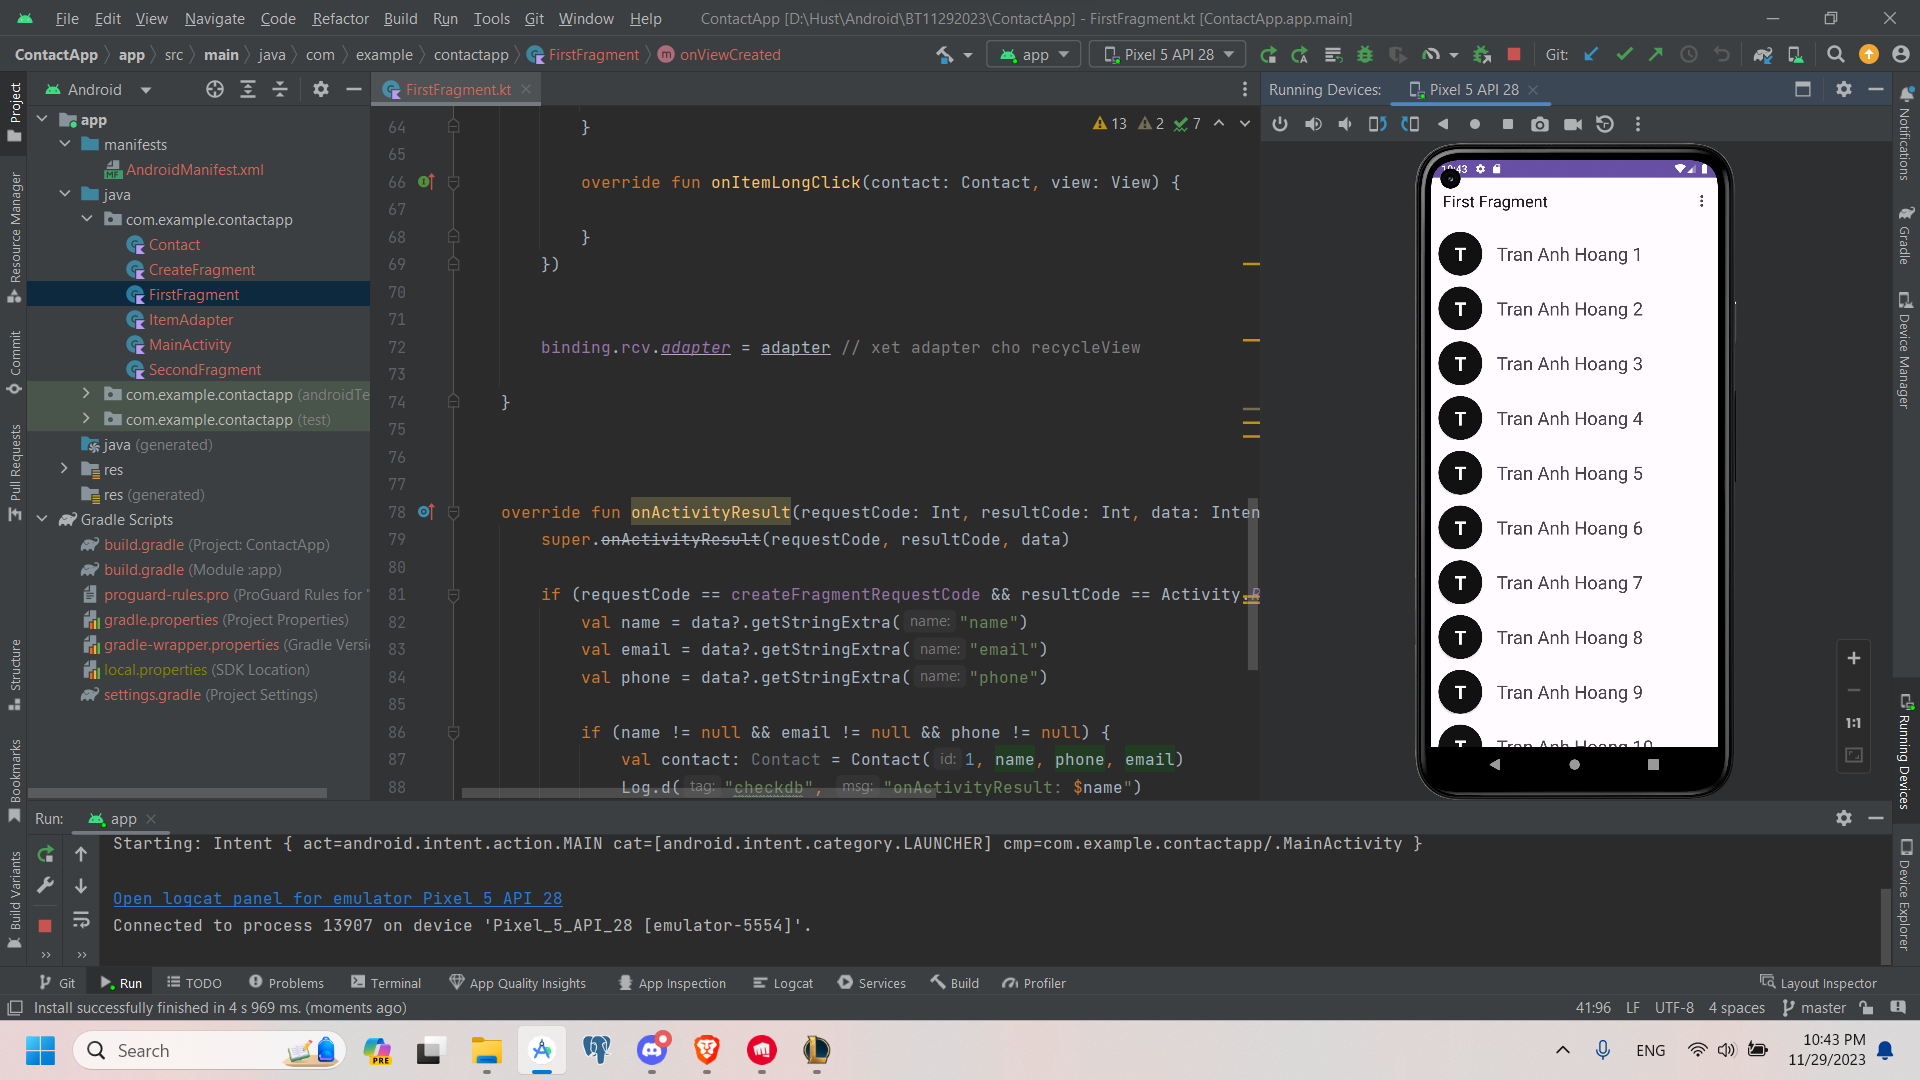 File Edit View Navigate Code Refactor Build Run Tools Git Window Help ContactApp [D:\Hust\Android\BT11292023\ContactApp] - FirstFragment.kt [ContactApp.app.main]
ContactApp app src main java com example contactapp FirstFragment onViewCreated app Pixel 5 API 28 Git:
Project
Resource Manager
Commit
Pull Requests
Structure
Bookmarks
Build Variants
Android
app
manifests
AndroidManifest.xml
java
com.example.contactapp
Contact
CreateFragment
FirstFragment
ItemAdapter
MainActivity
SecondFragment
com.example.contactapp (androidTe
com.example.contactapp (test)
java (generated)
res
res (generated)
Gradle Scripts
build.gradle (Project: ContactApp)
build.gradle (Module :app)
proguard-rules.pro (ProGuard Rules for "
gradle.properties (Project Properties)
gradle-wrapper.properties (Gradle Versi
local.properties (SDK Location)
settings.gradle (Project Settings)
FirstFragment.kt
13 2 7
64 }
65
66 override fun onItemLongClick(contact: Contact, view: View) {
67
68 }
69 })
70
71
72 binding.rcv.adapter = adapter // xet adapter cho recycleView
73
74 }
75
76
77
78 override fun onActivityResult(requestCode: Int, resultCode: Int, data: Inten
79 super.onActivityResult(requestCode, resultCode, data)
80
81 if (requestCode == createFragmentRequestCode && resultCode == Activity.R
82 val name = data?.getStringExtra( name: "name")
83 val email = data?.getStringExtra( name: "email")
84 val phone = data?.getStringExtra( name: "phone")
85
86 if (name != null && email != null && phone != null) {
87 val contact: Contact = Contact( id: 1, name, phone, email)
88 Log.d( tag: "checkdb", msg: "onActivityResult: $name")
Running Devices: Pixel 5 API 28
10:43
First Fragment
T Tran Anh Hoang 1
T Tran Anh Hoang 2
T Tran Anh Hoang 3
T Tran Anh Hoang 4
T Tran Anh Hoang 5
T Tran Anh Hoang 6
T Tran Anh Hoang 7
T Tran Anh Hoang 8
T Tran Anh Hoang 9
T Tran Anh Hoang 10
1:1
Notifications
Gradle
Device Manager
Running Devices
Device Explorer
Run: app
Starting: Intent { act=android.intent.action.MAIN cat=[android.intent.category.LAUNCHER] cmp=com.example.contactapp/.MainActivity }
Open logcat panel for emulator Pixel 5 API 28
Connected to process 13907 on device 'Pixel_5_API_28 [emulator-5554]'.
Git Run TODO Problems Terminal App Quality Insights App Inspection Logcat Services Build Profiler Layout Inspector
Install successfully finished in 4 s 969 ms. (moments ago) 41:96 LF UTF-8 4 spaces master
Search PRE ENG 10:43 PM
11/29/2023